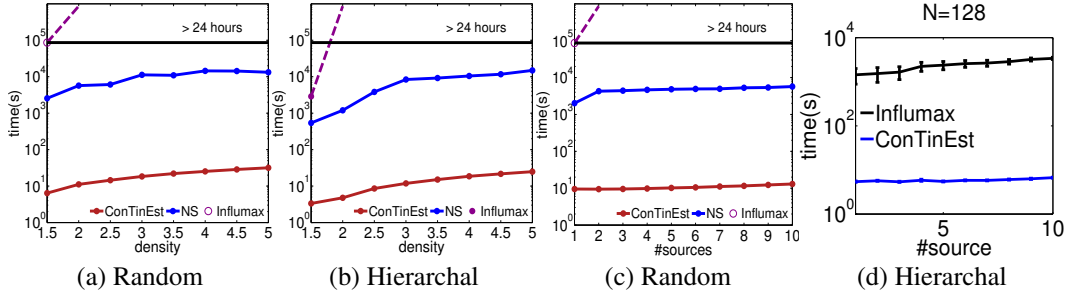 10^5
10^4
10^3
10^2
10^1
10^0
time(s)
> 24 hours
ConTinEst NS Influmax
1.5 2 2.5 3 3.5 4 4.5 5
density
(a) Random
10^5
10^4
10^3
10^2
10^1
10^0
time(s)
> 24 hours
ConTinEst NS Influmax
1.5 2 2.5 3 3.5 4 4.5 5
density
(b) Hierarchal
10^5
10^4
10^3
10^2
10^1
10^0
time(s)
> 24 hours
ConTinEst NS Influmax
1 2 3 4 5 6 7 8 9 10
#sources
(c) Random
N=128
10^4
10^2
10^0
time(s)
Influmax
ConTinEst
5 10
#source
(d) Hierarchal